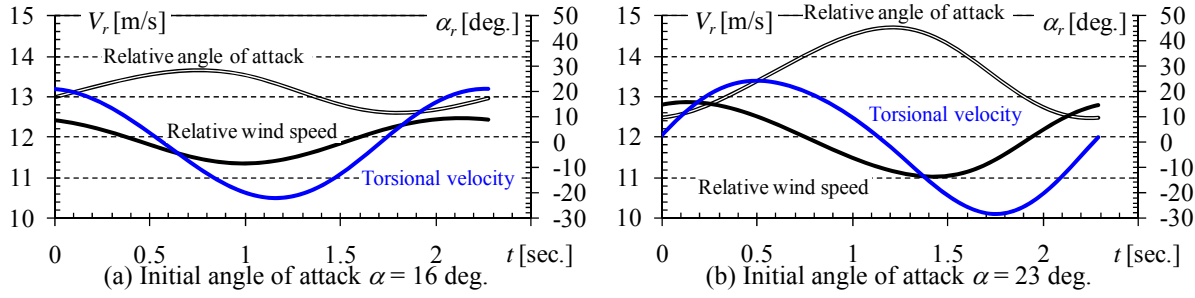 15 V_r [m/s] α_r [deg.] 50
14 Relative angle of attack 40
30
13 20
Relative wind speed 10
12 0
11 Torsional velocity -10
-20
10 -30
0 0.5 1 1.5 2 t [sec.]
(a) Initial angle of attack α = 16 deg.
15 V_r [m/s] Relative angle of attack α_r [deg.] 50
14 40
30
13 20
Torsional velocity 10
12 0
11 Relative wind speed -10
-20
10 -30
0 0.5 1 1.5 2 t [sec.]
(b) Initial angle of attack α = 23 deg.